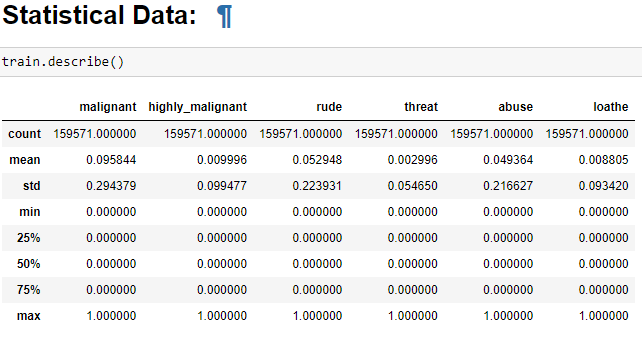 Statistical Data: ¶
train.describe()
malignant highly_malignant rude threat abuse loathe
count 159571.000000 159571.000000 159571.000000 159571.000000 159571.000000 159571.000000
mean 0.095844 0.009996 0.052948 0.002996 0.049364 0.008805
std 0.294379 0.099477 0.223931 0.054650 0.216627 0.093420
min 0.000000 0.000000 0.000000 0.000000 0.000000 0.000000
25% 0.000000 0.000000 0.000000 0.000000 0.000000 0.000000
50% 0.000000 0.000000 0.000000 0.000000 0.000000 0.000000
75% 0.000000 0.000000 0.000000 0.000000 0.000000 0.000000
max 1.000000 1.000000 1.000000 1.000000 1.000000 1.000000